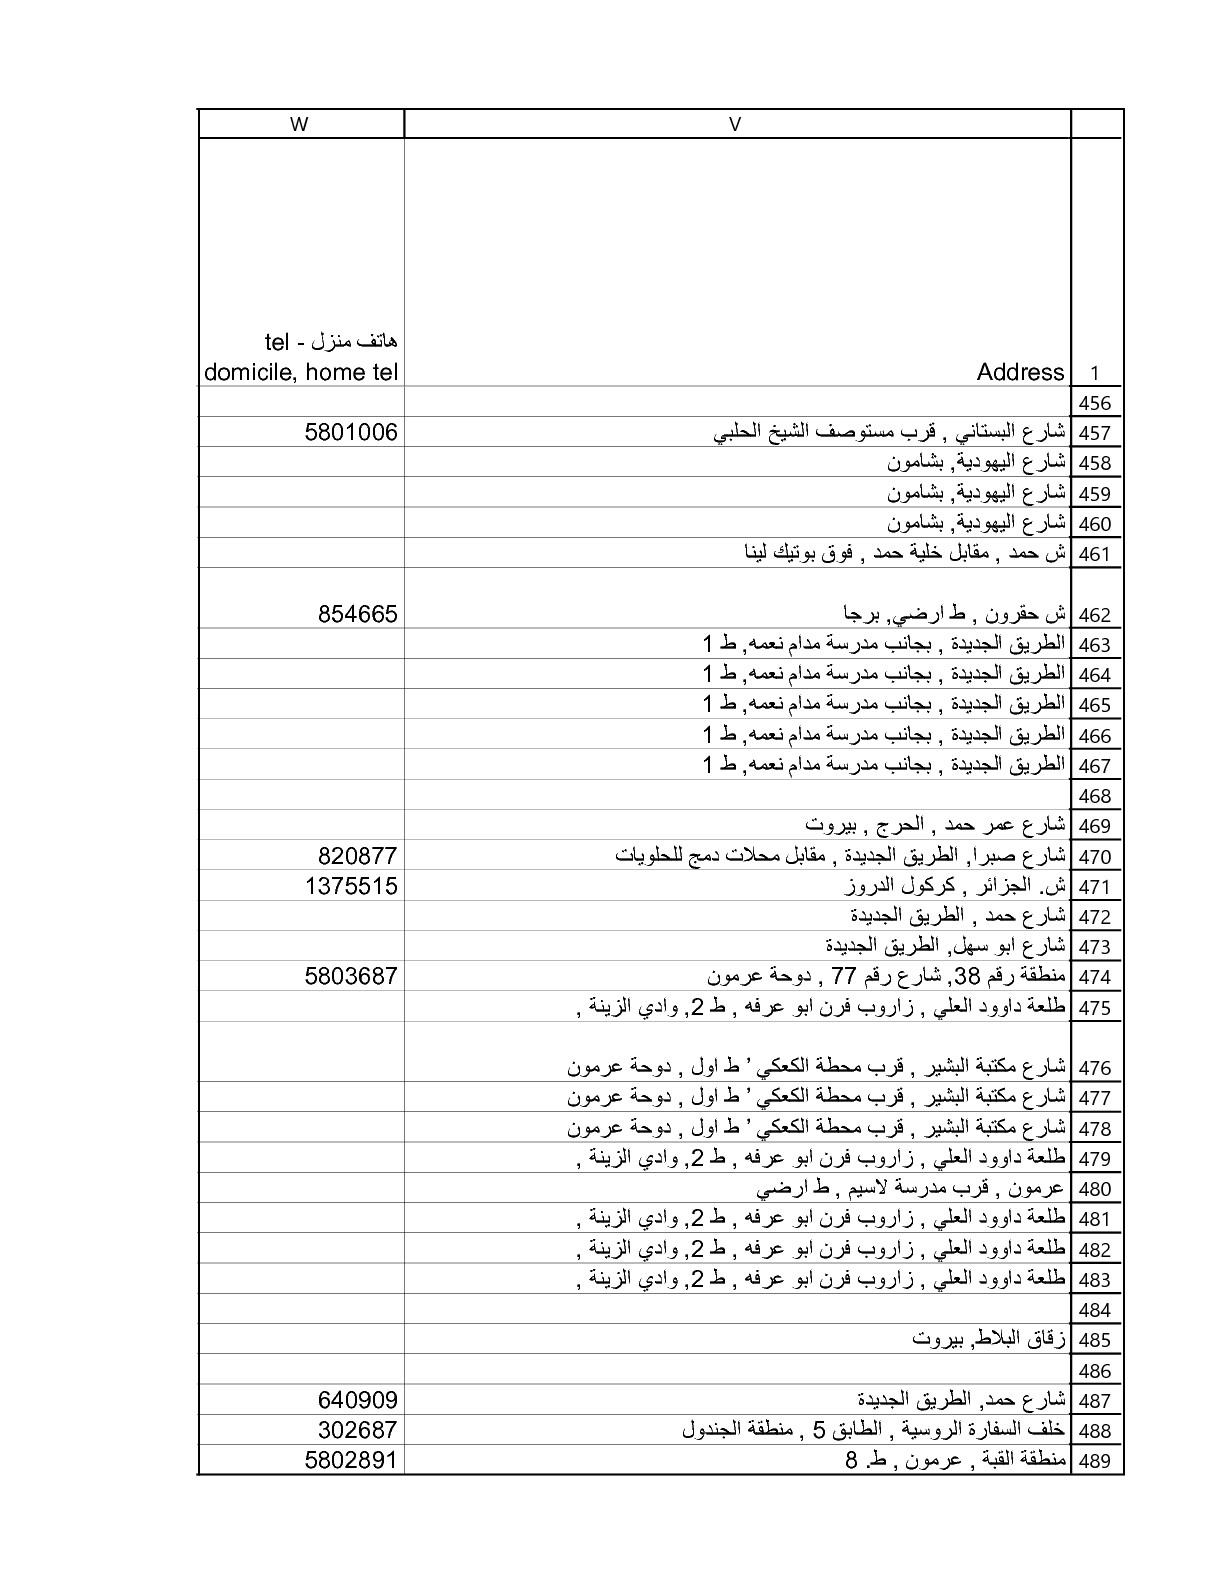 V W
1 Address هاتف منزل - tel domicile, home tel
456
457 شارع البستاني , قرب مستوصف الشيخ الحلبي 5801006
458 شارع اليهودية, بشامون
459 شارع اليهودية, بشامون
460 شارع اليهودية, بشامون
461 ش حمد , مقابل خلية حمد , فوق بوتيك لينا
462 ش حقرون , ط ارضي, برجا 854665
463 الطريق الجديدة , بجانب مدرسة مدام نعمه, ط 1
464 الطريق الجديدة , بجانب مدرسة مدام نعمه, ط 1
465 الطريق الجديدة , بجانب مدرسة مدام نعمه, ط 1
466 الطريق الجديدة , بجانب مدرسة مدام نعمه, ط 1
467 الطريق الجديدة , بجانب مدرسة مدام نعمه, ط 1
468
469 شارع عمر حمد , الحرج , بيروت
470 شارع صبرا, الطريق الجديدة , مقابل محلات دمج للحلويات 820877
471 ش. الجزائر , كركول الدروز 1375515
472 شارع حمد , الطريق الجديدة
473 شارع ابو سهل, الطريق الجديدة
474 منطقة رقم 38, شارع رقم 77 , دوحة عرمون 5803687
475 طلعة داوود العلي , زاروب فرن ابو عرفه , ط 2, وادي الزينة ,
476 شارع مكتبة البشير , قرب محطة الكعكي ' ط اول , دوحة عرمون
477 شارع مكتبة البشير , قرب محطة الكعكي ' ط اول , دوحة عرمون
478 شارع مكتبة البشير , قرب محطة الكعكي ' ط اول , دوحة عرمون
479 طلعة داوود العلي , زاروب فرن ابو عرفه , ط 2, وادي الزينة ,
480 عرمون , قرب مدرسة لاسيم , ط ارضي
481 طلعة داوود العلي , زاروب فرن ابو عرفه , ط 2, وادي الزينة ,
482 طلعة داوود العلي , زاروب فرن ابو عرفه , ط 2, وادي الزينة ,
483 طلعة داوود العلي , زاروب فرن ابو عرفه , ط 2, وادي الزينة ,
484
485 زقاق البلاط, بيروت
486
487 شارع حمد, الطريق الجديدة 640909
488 خلف السفارة الروسية , الطابق 5 , منطقة الجندول 302687
489 منطقة القبة , عرمون , ط. 8 5802891